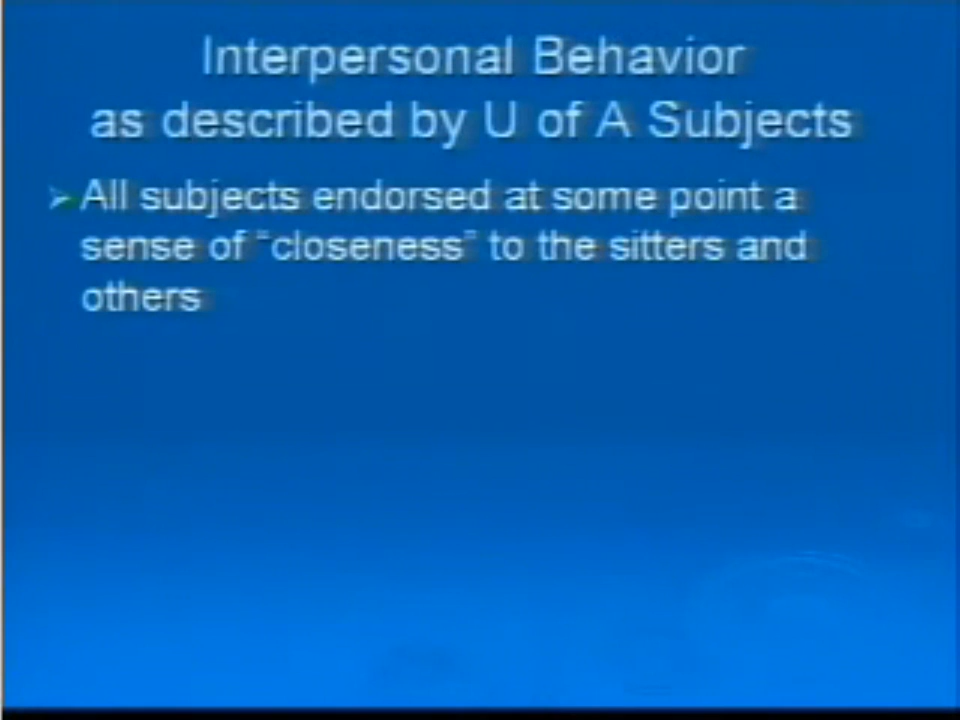 Interpersonal Behavior
as described by U of A Subjects
All subjects endorsed at some point a
sense of "closeness" to the sitters and
others